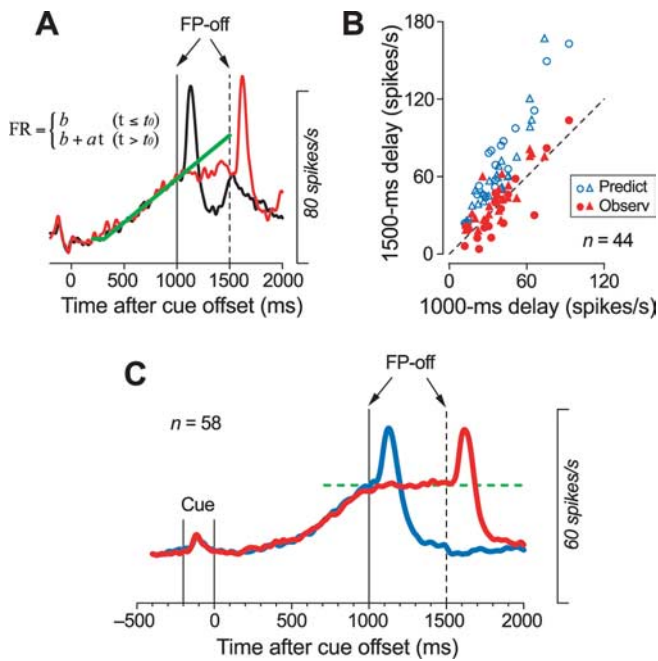 A
FP-off
FR = { b (t ≤ t0)
b + at (t > t0)
80 spikes/s
0 500 1000 1500 2000
Time after cue offset (ms)
B
1500-ms delay (spikes/s)
180
120
60
0
Predict
Observ
n = 44
0 60 120
1000-ms delay (spikes/s)
C
FP-off
n = 58
Cue
60 spikes/s
–500 0 500 1000 1500 2000
Time after cue offset (ms)